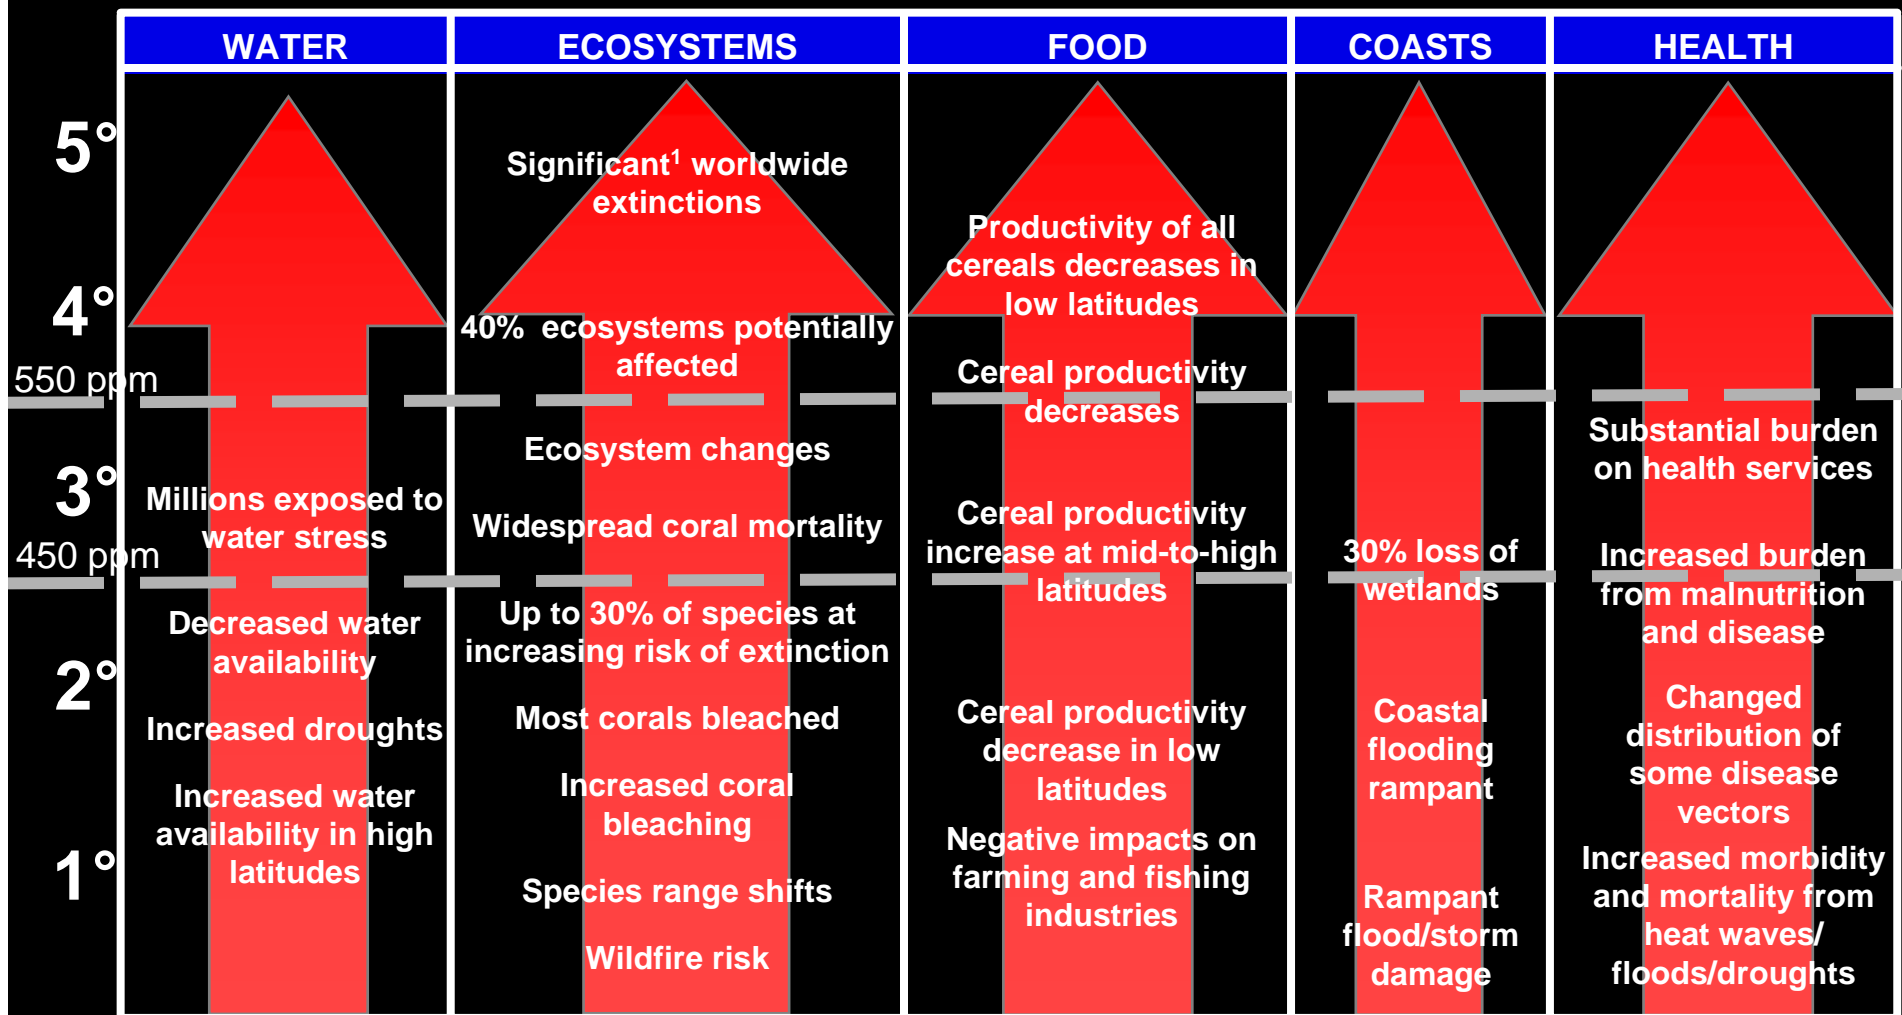 WATER
ECOSYSTEMS
FOOD
COASTS
HEALTH
5°
4°
550 ppm
3°
450 ppm
2°
1°
Millions exposed to
water stress
Decreased water
availability
Increased droughts
Increased water
availability in high
latitudes
Significant¹ worldwide
extinctions
40% ecosystems potentially
affected
Ecosystem changes
Widespread coral mortality
Up to 30% of species at
increasing risk of extinction
Most corals bleached
Increased coral
bleaching
Species range shifts
Wildfire risk
Productivity of all
cereals decreases in
low latitudes
Cereal productivity
decreases
Cereal productivity
increase at mid-to-high
latitudes
Cereal productivity
decrease in low
latitudes
Negative impacts on
farming and fishing
industries
30% loss of
wetlands
Coastal
flooding
rampant
Rampant
flood/storm
damage
Substantial burden
on health services
Increased burden
from malnutrition
and disease
Changed
distribution of
some disease
vectors
Increased morbidity
and mortality from
heat waves/
floods/droughts